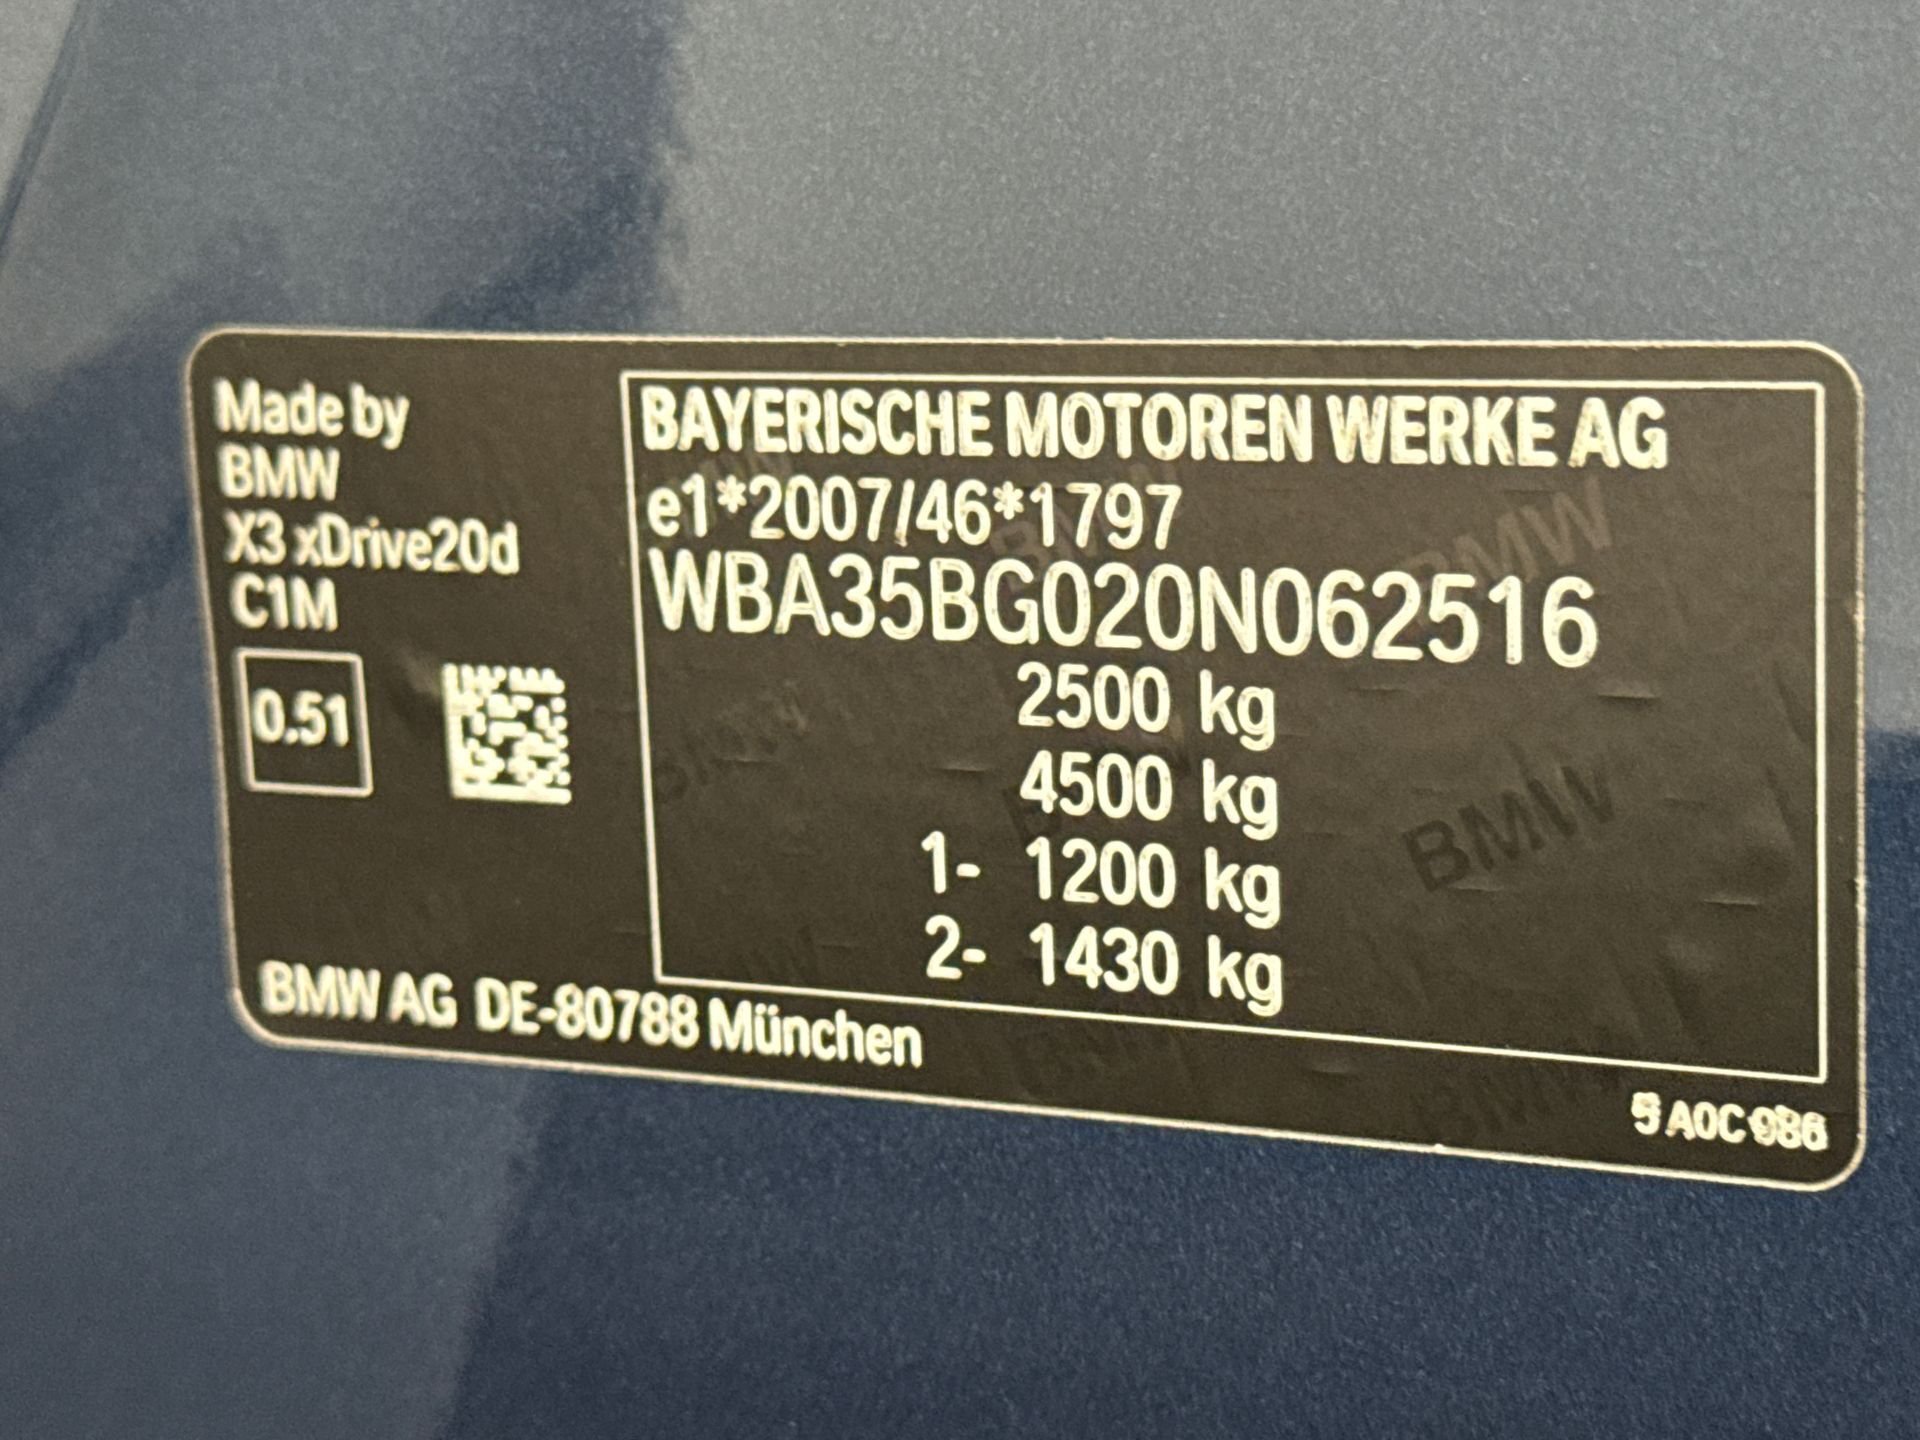 Made by
BMW
X3 xDrive20d
C1M
0.51
BAYERISCHE MOTOREN WERKE AG
e1*2007/46*1797
WBA35BG020N062516
2500 kg
4500 kg
1- 1200 kg
2- 1430 kg
BMW AG DE-80788 München
5 A0C 986